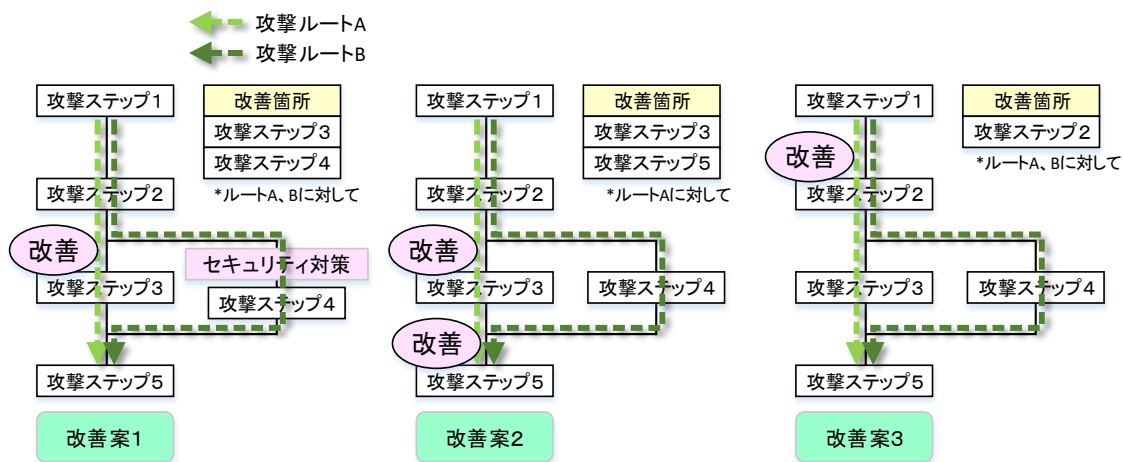 攻撃ルートA
攻撃ルートB
攻撃ステップ1
改善箇所
攻撃ステップ3
攻撃ステップ4
*ルートA、Bに対して
攻撃ステップ2
改善
セキュリティ対策
攻撃ステップ3
攻撃ステップ4
攻撃ステップ5
改善案1
攻撃ステップ1
改善箇所
攻撃ステップ3
攻撃ステップ5
*ルートAに対して
攻撃ステップ2
改善
攻撃ステップ3
攻撃ステップ4
改善
攻撃ステップ5
改善案2
攻撃ステップ1
改善箇所
攻撃ステップ2
*ルートA、Bに対して
改善
攻撃ステップ2
攻撃ステップ3
攻撃ステップ4
攻撃ステップ5
改善案3